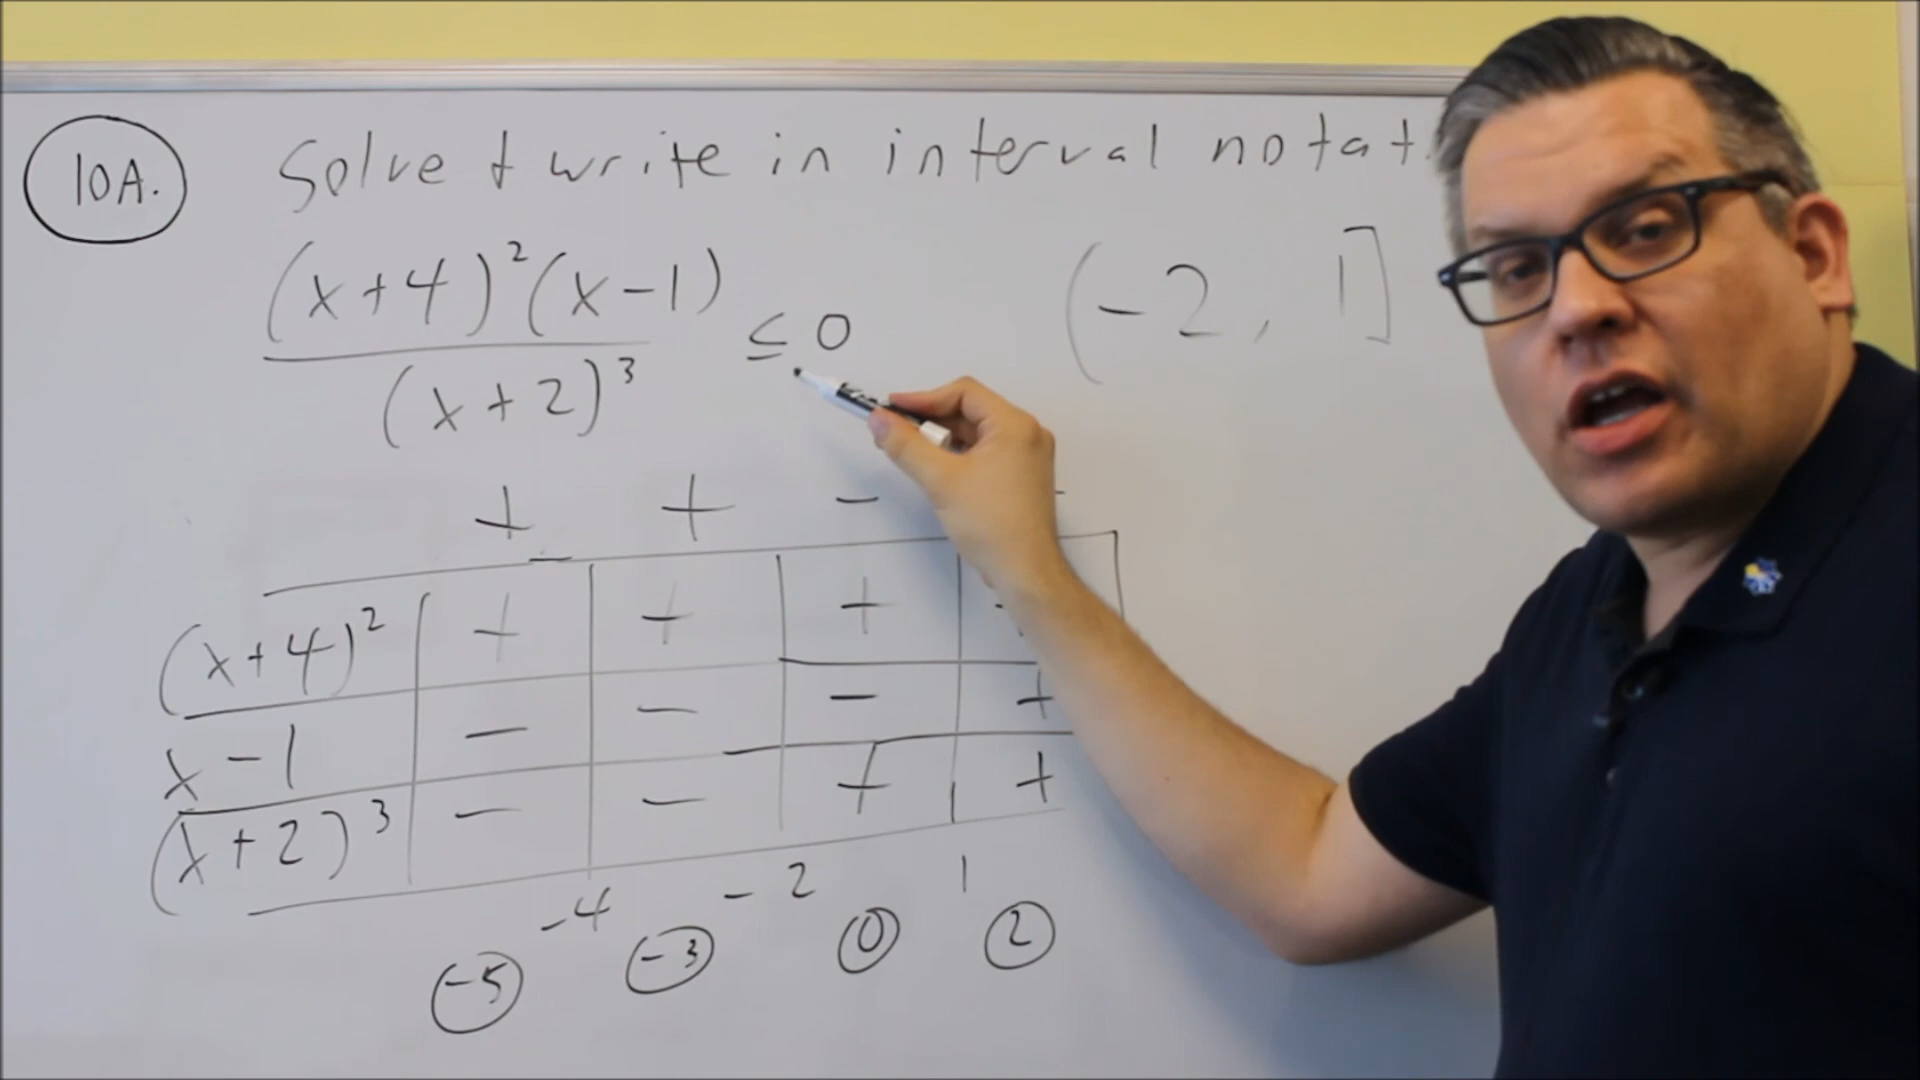 10A. Solve + write in interval notat
(x+4)²(x-1)
≤ 0
(x+2)³
(-2, 1]
+ + -
(x+4)² + + +
x-1 - - - +
(x+2)³ - - + +
-4 -2 1
-5 -3 0 2